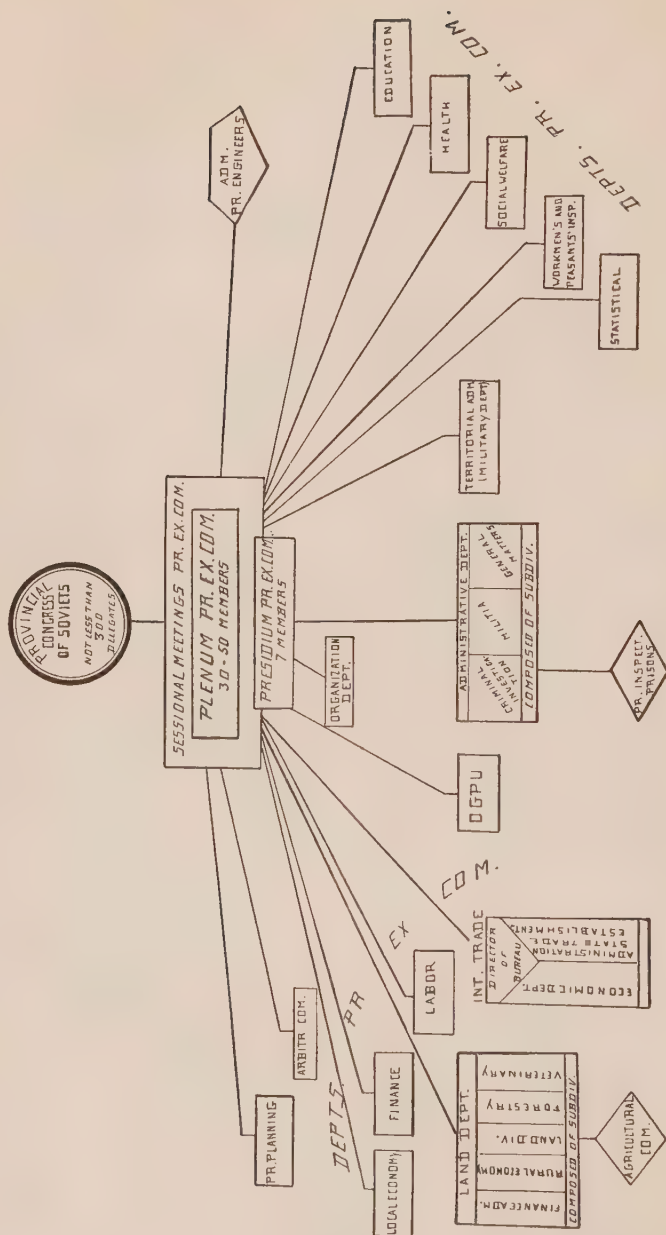 PROVINCIAL
CONGRESS
OF SOVIETS
NOT LESS THAN
300
DELEGATES
SESSIONAL MEETINGS PR. EX. COM.
PLENUM PR. EX. COM.
30-50 MEMBERS
PRESIDIUM PR. EX. COM.
7 MEMBERS
ADM.
PR. ENGINEERS
PR. PLANNING
ARBITR COM.
ORGANIZATION
DEPT.
DEPTS. PR EX COM.
LOCAL ECONOMY
FINANCE
LABOR
LAND DEPT.
FINANCE ADM.
RURAL ECONOMY
LAND DIV.
FORESTRY
VETERINARY
COMPOSED OF SUBDIV.
AGRICULTURAL
COM.
INT. TRADE
DIRECTOR
OF
BUREAU
ECONOMIC DEPT.
ADMINISTRATION
STATE TRADE
ESTABLISHMENTS
OGPU
ADMINISTRATIVE DEPT.
CRIMINAL
INVESTIGA
TION
MILITIA
GENERAL
MATTERS
COMPOSED OF SUBDIV.
PR. INSPECT.
PRISONS
TERRITORIAL ADM
(MILITARY DEPT)
STATISTICAL
WORKMEN'S AND
PEASANTS' INSP.
SOCIAL WELFARE
HEALTH
EDUCATION
DEPTS. PR. EX. COM.